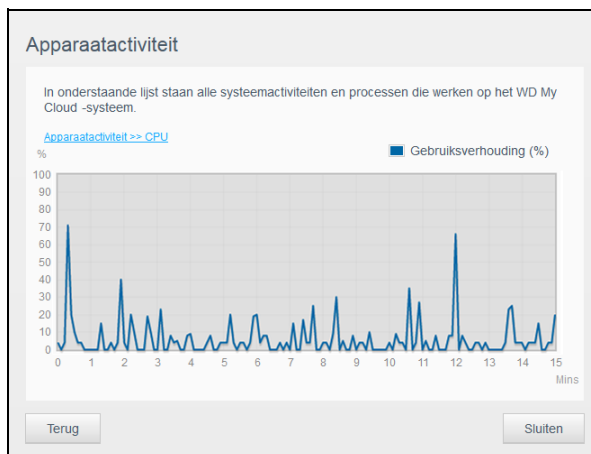 Apparaatactiviteit
In onderstaande lijst staan alle systeemactiviteiten en processen die werken op het WD My
Cloud -systeem.
Apparaatactiviteit >> CPU
%
Gebruiksverhouding (%)
100
90
80
70
60
50
40
30
20
10
0
0 1 2 3 4 5 6 7 8 9 10 11 12 13 14 15
Mins
Terug
Sluiten